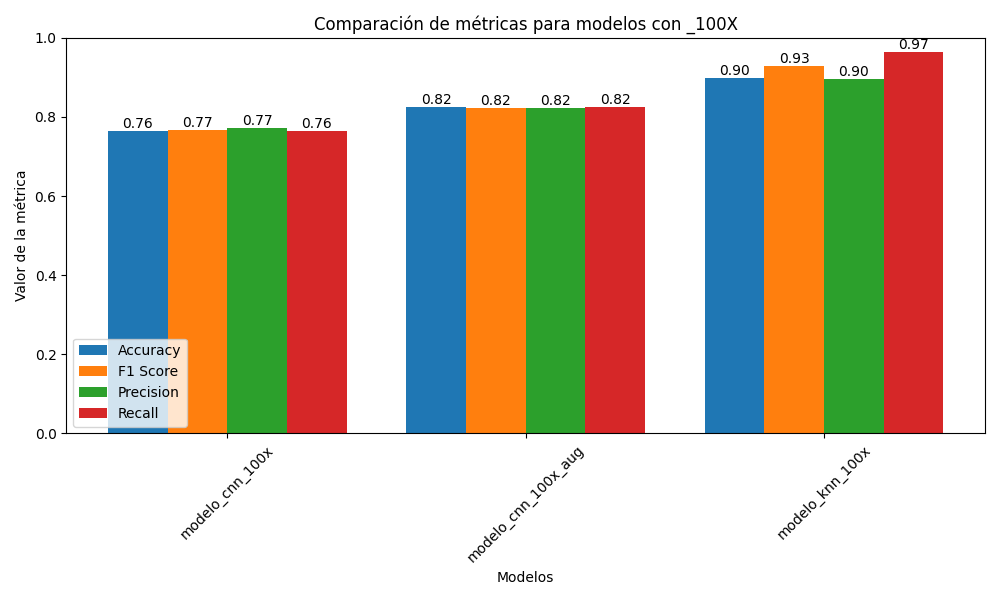 Comparación de métricas para modelos con _100X
Valor de la métrica
1.0
0.8
0.6
0.4
0.2
0.0
0.76 0.77 0.77 0.76
0.82 0.82 0.82 0.82
0.90 0.93 0.90 0.97
Accuracy
F1 Score
Precision
Recall
modelo_cnn_100x
modelo_cnn_100x_aug
modelo_knn_100x
Modelos